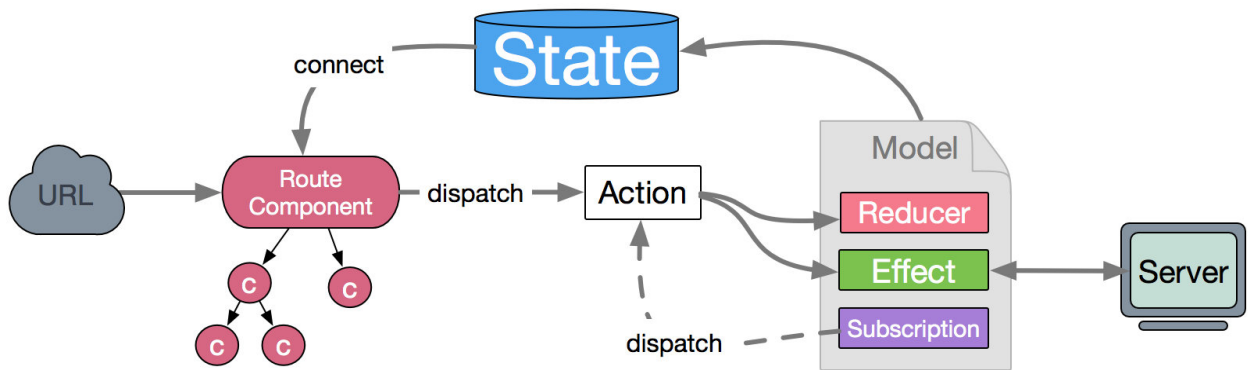 State
connect
Model
URL
Route
Component
dispatch
Action
Reducer
Effect
Server
Subscription
dispatch
C
C
C
C